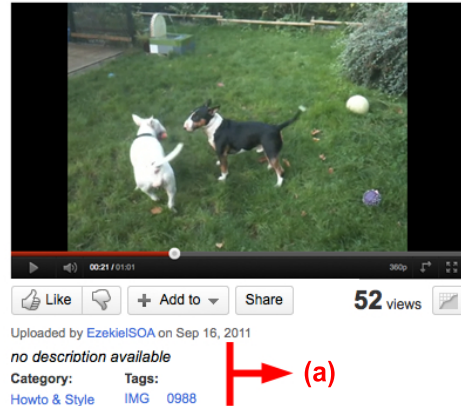 00:21 / 01:01
360p
Like
Add to
Share
52 views
Uploaded by EzekielSOA on Sep 16, 2011
no description available
(a)
Category: Tags:
Howto & Style IMG 0988